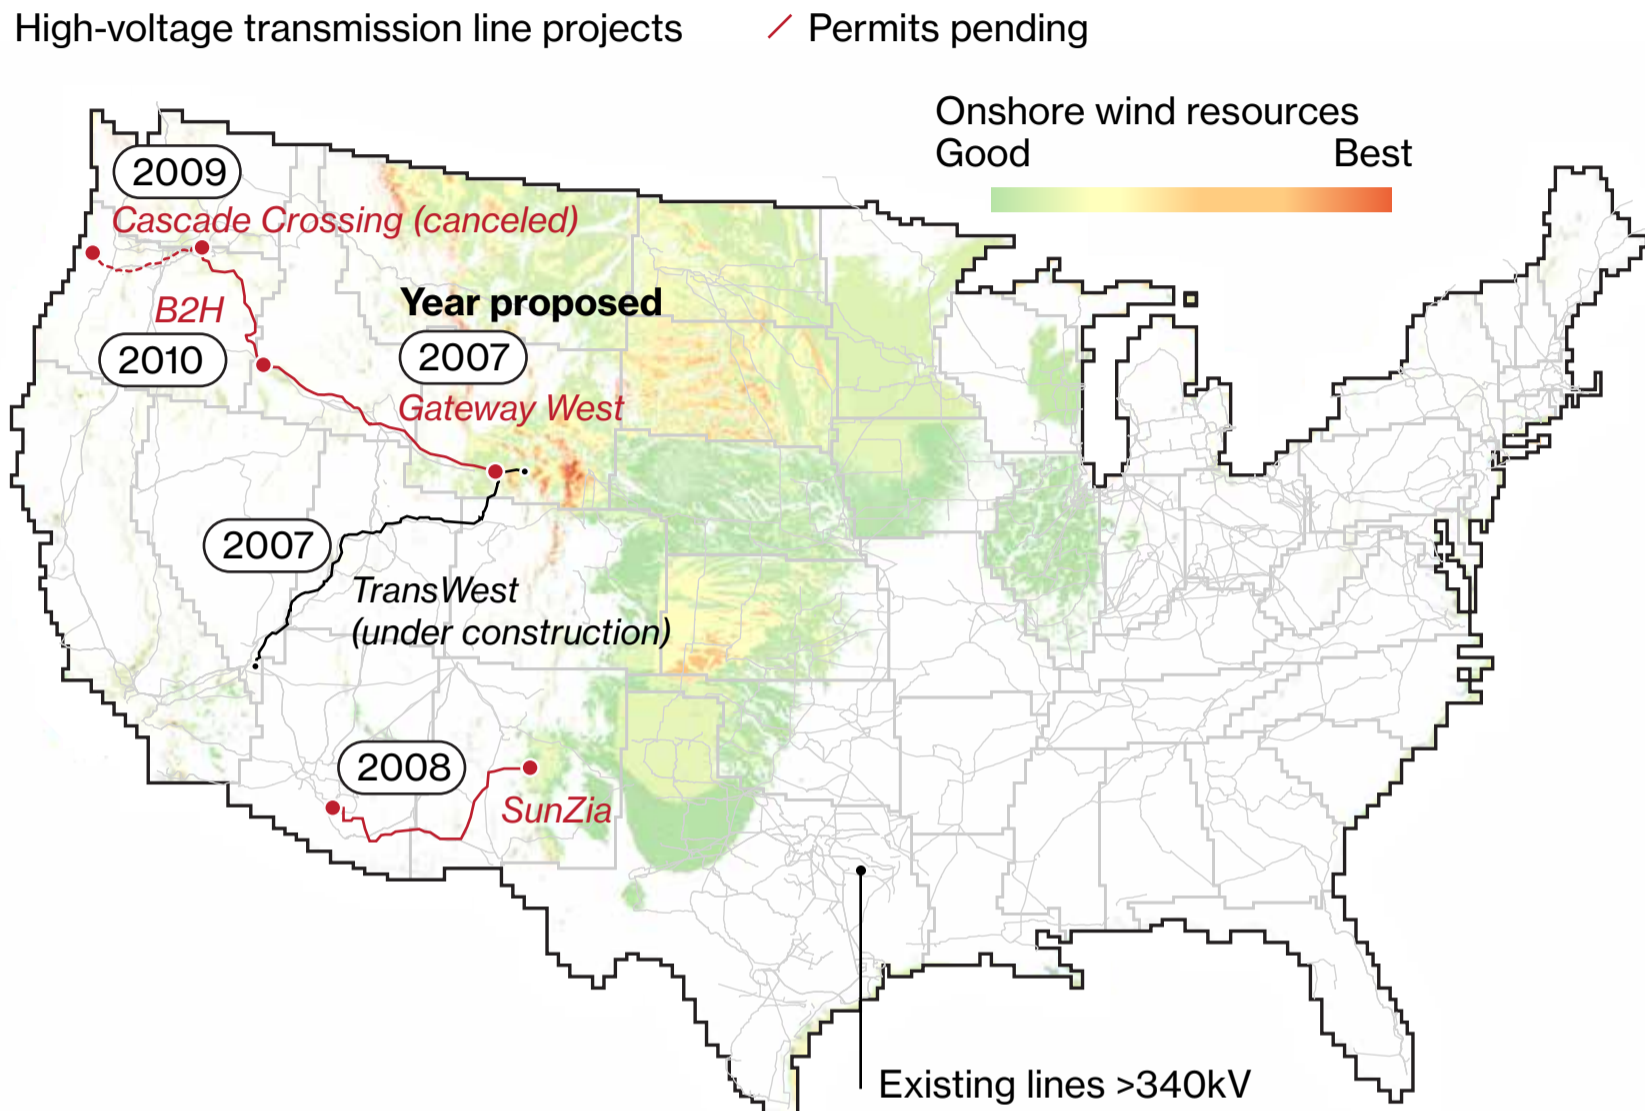 High-voltage transmission line projects
Permits pending
Onshore wind resources
Good Best
2009
Cascade Crossing (canceled)
B2H
2010
Year proposed
2007
Gateway West
2007
TransWest
(under construction)
2008
SunZia
Existing lines >340kV